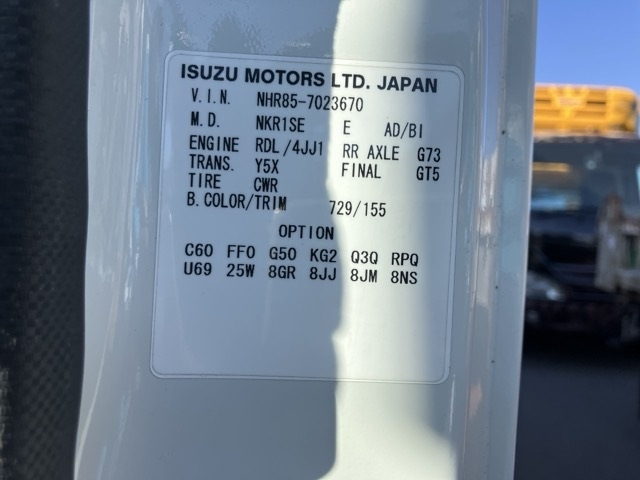 ISUZU MOTORS LTD. JAPAN
V.I.N. NHR85-7023670
M.D. NKR1SE E AD/BI
ENGINE RDL/4JJ1 RR AXLE G73
TRANS. Y5X FINAL GT5
TIRE CWR
B.COLOR/TRIM 729/155
OPTION
C60 FF0 G50 KG2 Q3Q RPQ
U69 25W 8GR 8JJ 8JM 8NS